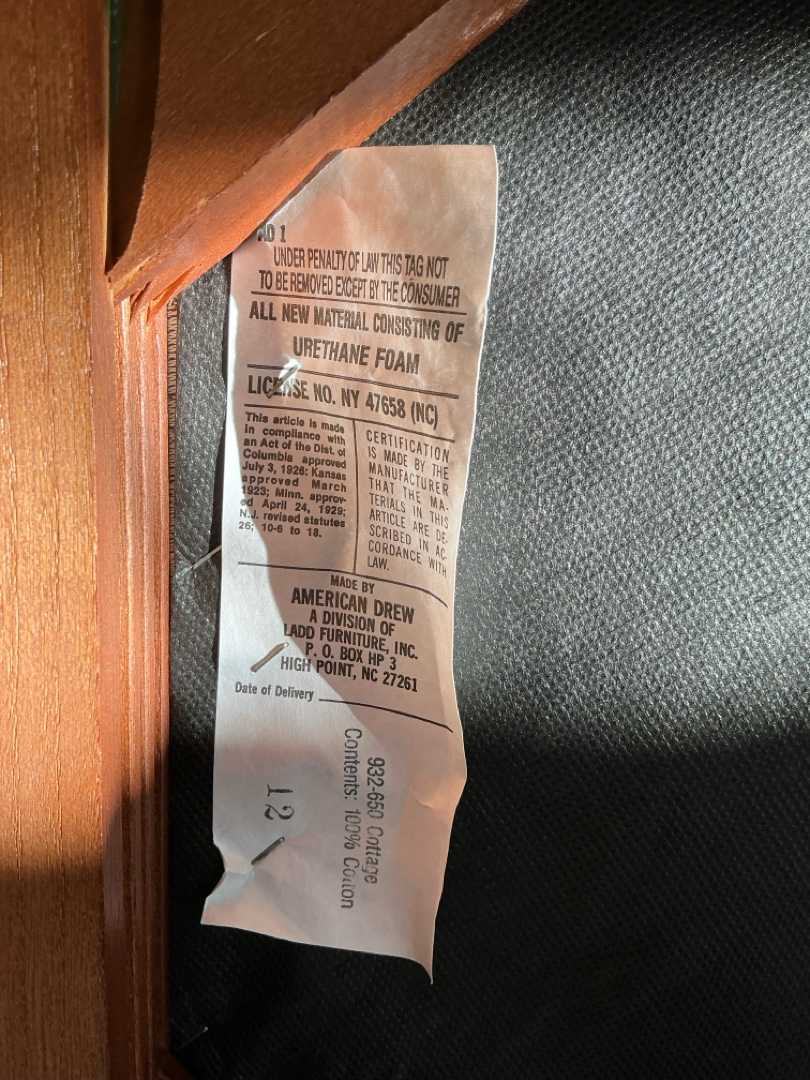 AD 1
UNDER PENALTY OF LAW THIS TAG NOT
TO BE REMOVED EXCEPT BY THE CONSUMER
ALL NEW MATERIAL CONSISTING OF
URETHANE FOAM
LICENSE NO. NY 47658 (NC)
This article is made
in compliance with
an Act of the Dist. of
Columbia approved
July 3, 1926: Kansas
approved March
1923; Minn. approv-
ed April 24, 1929;
N.J. revised statutes
26; 10-6 to 18.
CERTIFICATION
IS MADE BY THE
MANUFACTURER
THAT THE MA-
TERIALS IN THIS
ARTICLE ARE DE-
SCRIBED IN AC-
CORDANCE WITH
LAW.
MADE BY
AMERICAN DREW
A DIVISION OF
LADD FURNITURE, INC.
P. O. BOX HP 3
HIGH POINT, NC 27261
Date of Delivery
932-650 Cottage
Contents: 100% Cotton
12